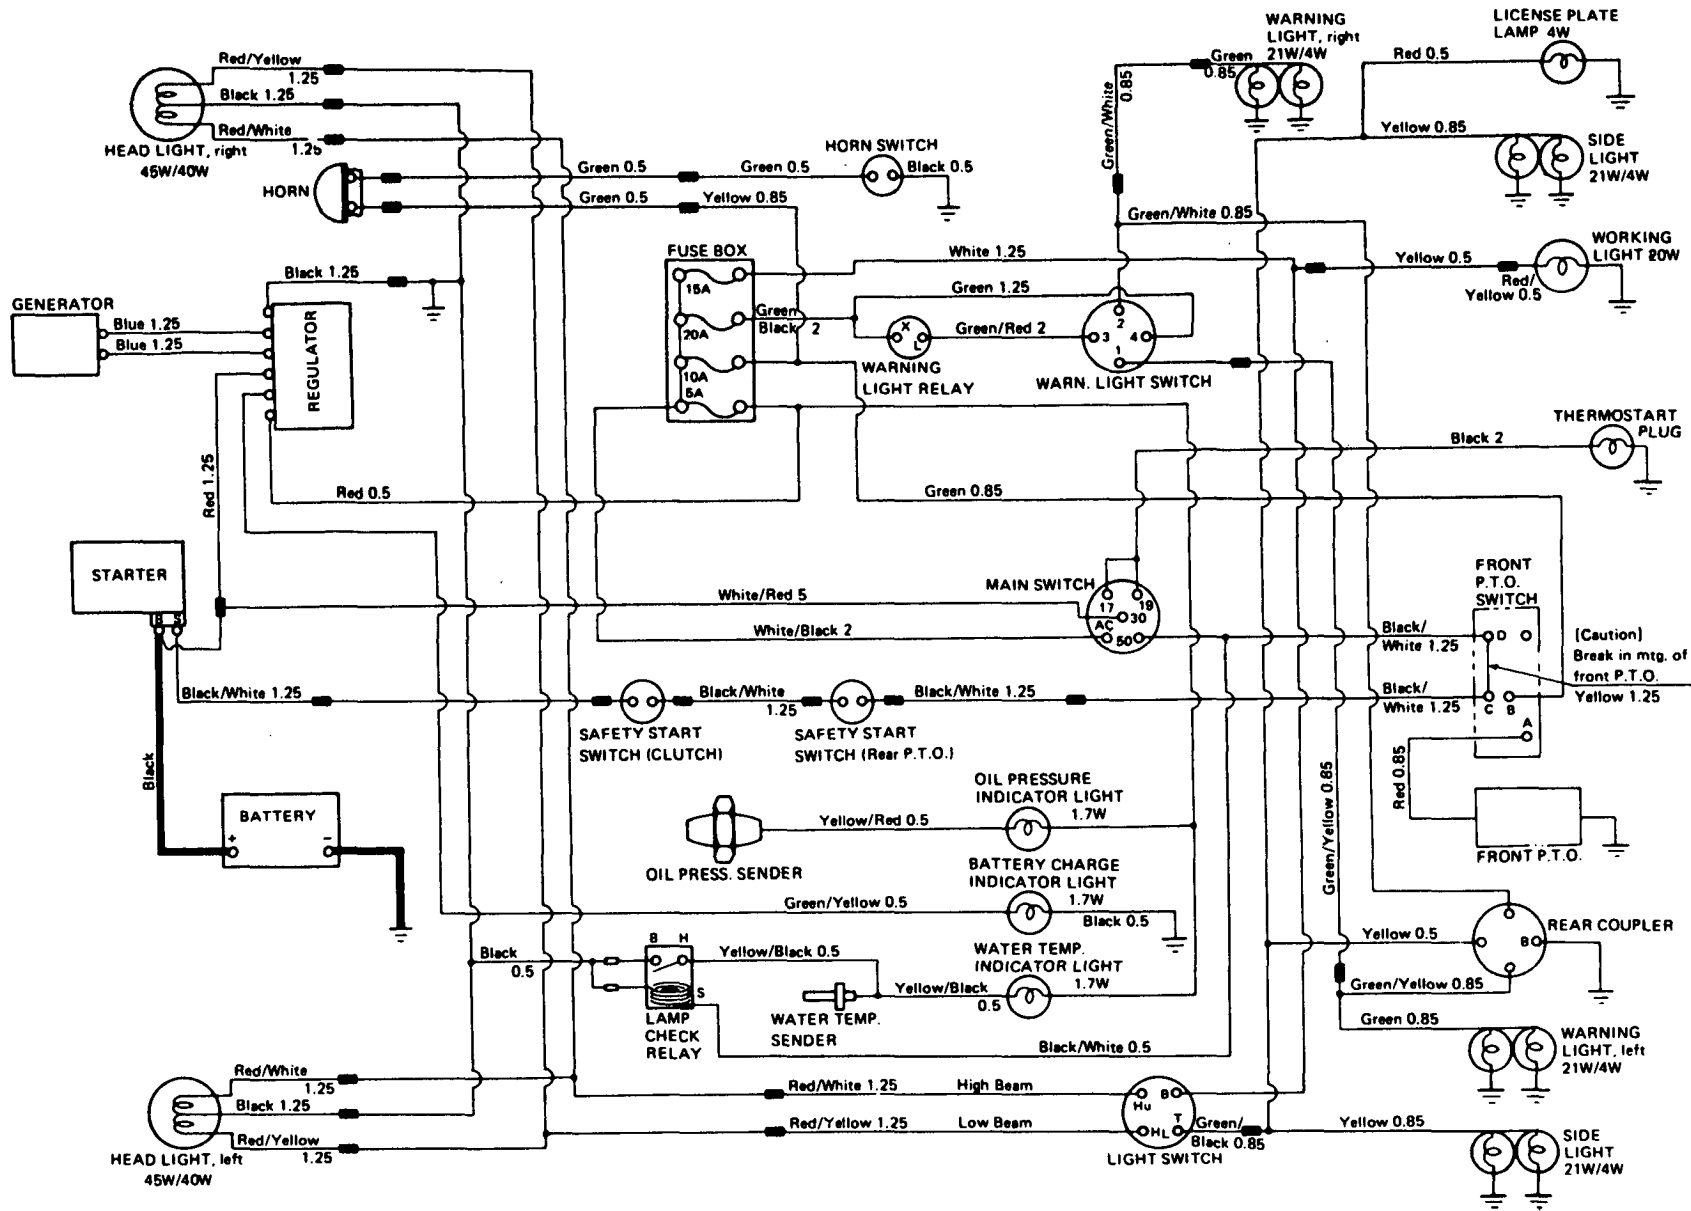 WARNING
LIGHT, right
21W/4W
LICENSE PLATE
LAMP 4W
Red/Yellow
1.25
Black 1.25
Red/White
1.25
HEAD LIGHT, right
45W/40W
Green
0.85
Green/White
0.85
Red 0.5
Yellow 0.85
SIDE
LIGHT
21W/4W
HORN
Green 0.5
Green 0.5
HORN SWITCH
Black 0.5
Green 0.5
Yellow 0.85
Green/White 0.85
FUSE BOX
15A
20A
10A
5A
White 1.25
Yellow 0.5
WORKING
LIGHT 20W
Red/
Yellow 0.5
Black 1.25
GENERATOR
Blue 1.25
Blue 1.25
REGULATOR
Green
Black 2
Green 1.25
X
L
Green/Red 2
2
3
4
1
WARNING
LIGHT RELAY
WARN. LIGHT SWITCH
THERMOSTART
PLUG
Black 2
Red 1.25
Red 0.5
Green 0.85
STARTER
B
S
White/Red 5
White/Black 2
MAIN SWITCH
17
19
30
AC
50
FRONT
P.T.O.
SWITCH
Black/
White 1.25
D
(Caution)
Break in mtg. of
front P.T.O.
Yellow 1.25
Black/White 1.25
Black/White
1.25
Black/White 1.25
Black/
White 1.25
C
B
A
SAFETY START
SWITCH (CLUTCH)
SAFETY START
SWITCH (Rear P.T.O.)
Black
BATTERY
+
−
OIL PRESS. SENDER
Yellow/Red 0.5
OIL PRESSURE
INDICATOR LIGHT
1.7W
Red 0.85
FRONT P.T.O.
Green/Yellow 0.85
BATTERY CHARGE
INDICATOR LIGHT
1.7W
Green/Yellow 0.5
Black 0.5
REAR COUPLER
Yellow 0.5
B
Black
0.5
B
H
S
Yellow/Black 0.5
WATER TEMP.
INDICATOR LIGHT
1.7W
Yellow/Black
0.5
WATER TEMP.
SENDER
LAMP
CHECK
RELAY
Black/White 0.5
Green/Yellow 0.85
Green 0.85
WARNING
LIGHT, left
21W/4W
Red/White
1.25
Black 1.25
Red/Yellow
1.25
HEAD LIGHT, left
45W/40W
Red/White 1.25
High Beam
Red/Yellow 1.25
Low Beam
Hu
B
T
HL
LIGHT SWITCH
Green/
Black 0.85
Yellow 0.85
SIDE
LIGHT
21W/4W